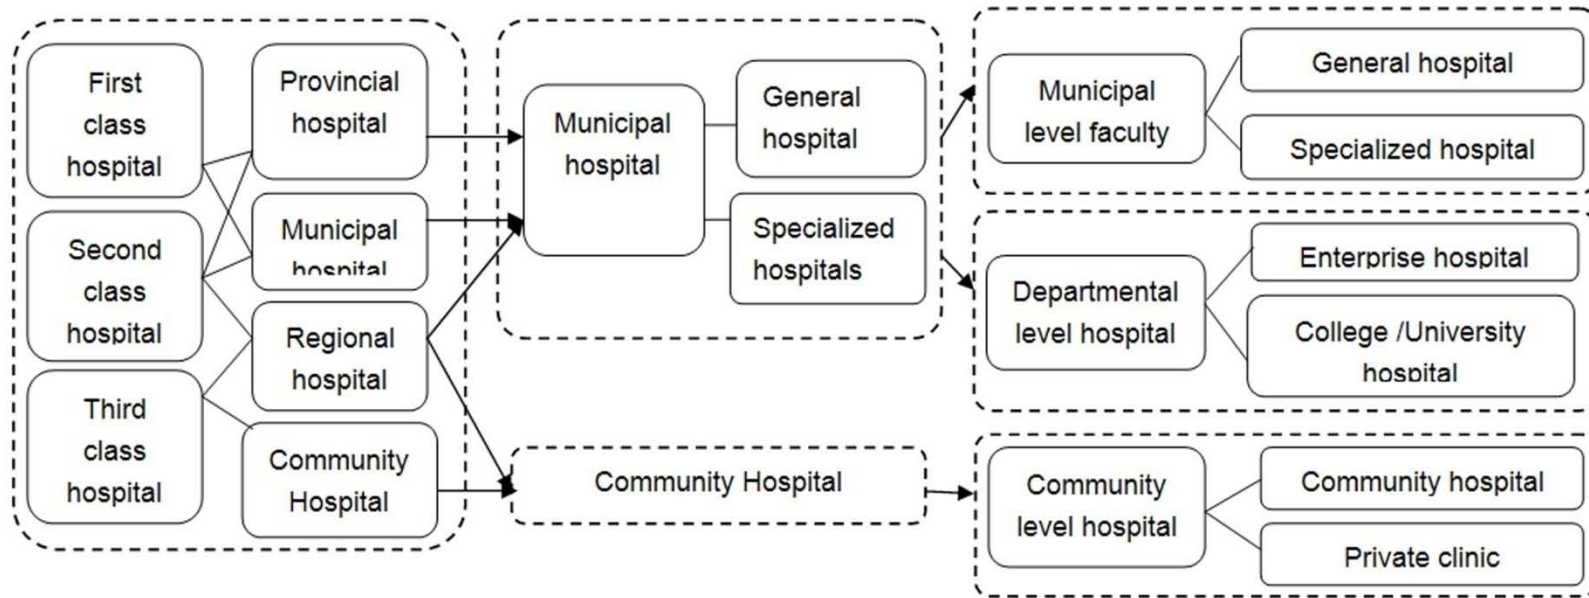 First
class
hospital
Second
class
hospital
Third
class
hospital
Provincial
hospital
Municipal
hospital
Regional
hospital
Community
Hospital
Municipal
hospital
General
hospital
Specialized
hospitals
Community Hospital
Municipal
level faculty
General hospital
Specialized hospital
Departmental
level hospital
Enterprise hospital
College /University
hospital
Community
level hospital
Community hospital
Private clinic